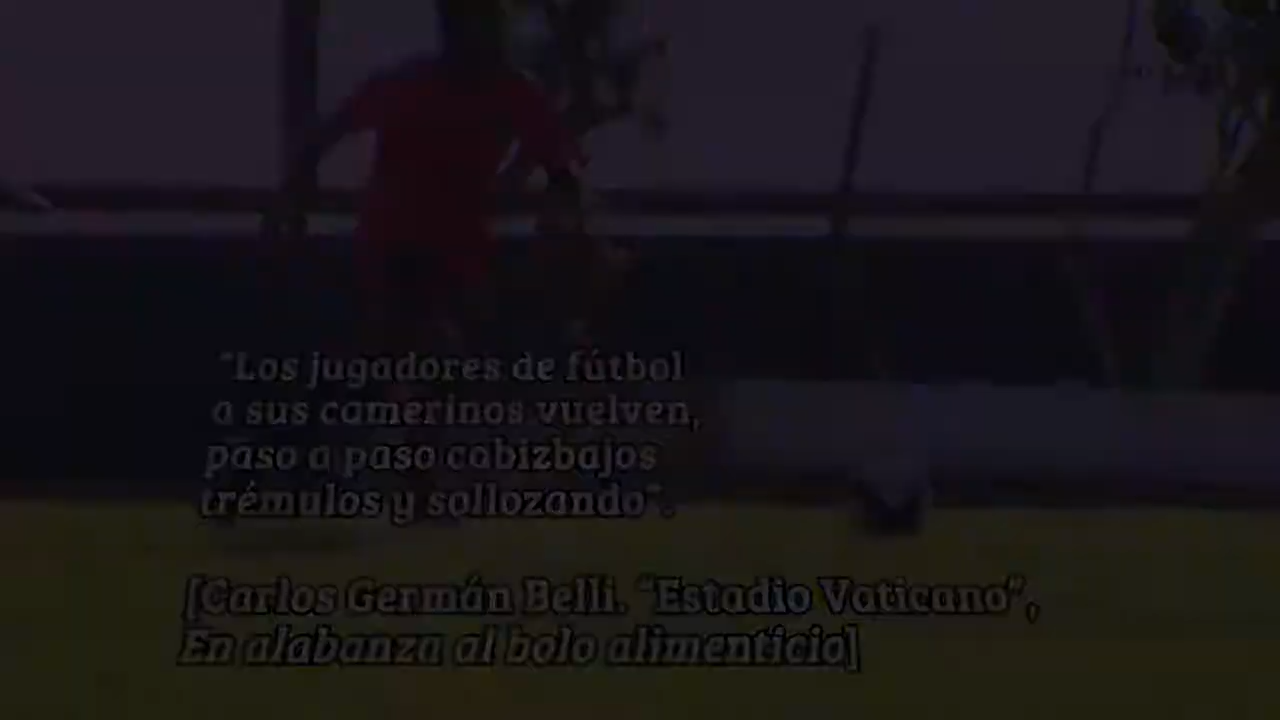 "Los jugadores de fútbol
a sus camerinos vuelven,
paso a paso cabizbajos
trémulos y sollozando".
[Carlos Germán Belli. "Estadio Vaticano",
En alabanza al bolo alimenticio]